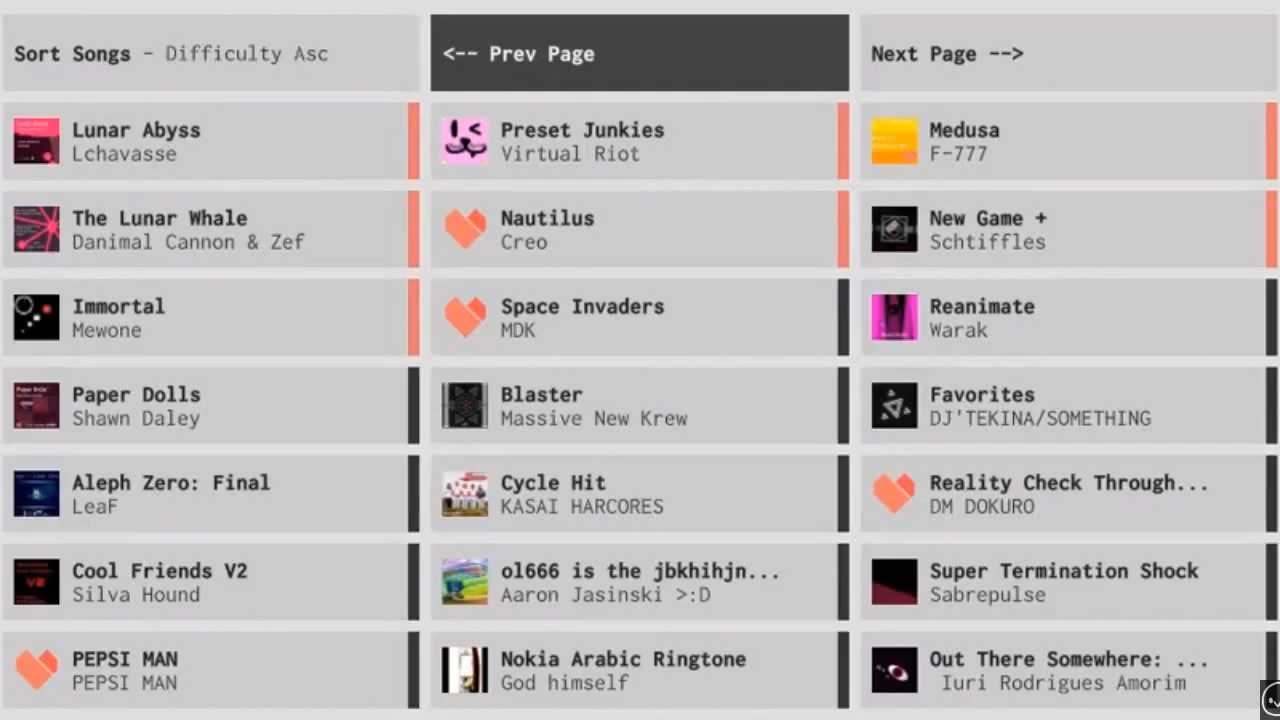 Sort Songs - Difficulty Asc
<-- Prev Page
Next Page -->
Lunar Abyss
Lchavasse
Preset Junkies
Virtual Riot
Medusa
F-777
The Lunar Whale
Danimal Cannon & Zef
Nautilus
Creo
New Game +
Schtiffles
Immortal
Mewone
Space Invaders
MDK
Reanimate
Warak
Paper Dolls
Shawn Daley
Blaster
Massive New Krew
Favorites
DJ'TEKINA/SOMETHING
Aleph Zero: Final
LeaF
Cycle Hit
KASAI HARCORES
Reality Check Through...
DM DOKURO
Cool Friends V2
Silva Hound
ol666 is the jbkhihjn...
Aaron Jasinski >:D
Super Termination Shock
Sabrepulse
PEPSI MAN
PEPSI MAN
Nokia Arabic Ringtone
God himself
Out There Somewhere: ...
Iuri Rodrigues Amorim